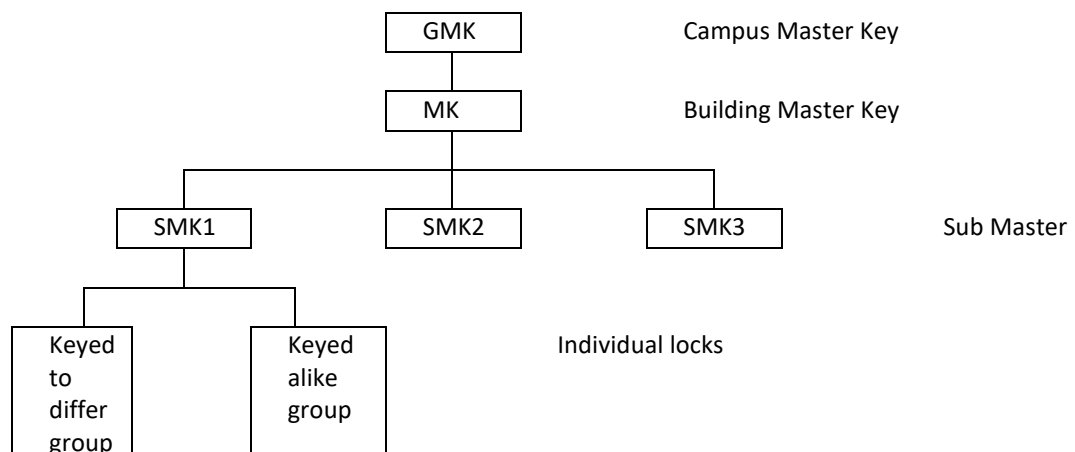 GMK Campus Master Key
MK Building Master Key
SMK1 SMK2 SMK3 Sub Master
Keyed Keyed Individual locks
to alike
differ group
group